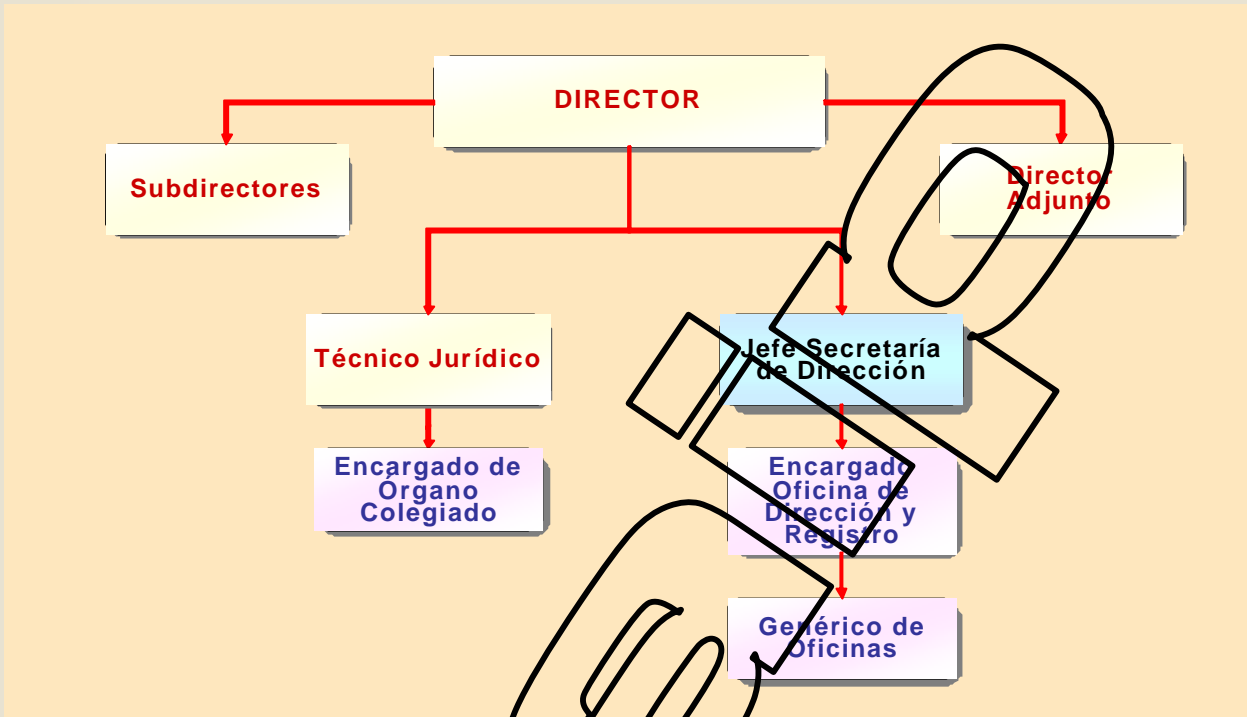 DIRECTOR
Subdirectores
Director
Adjunto
Técnico Jurídico
Jefe Secretaría
de Dirección
Encargado de
Órgano
Colegiado
Encargado
Oficina de
Dirección y
Registro
Genérico de
Oficinas